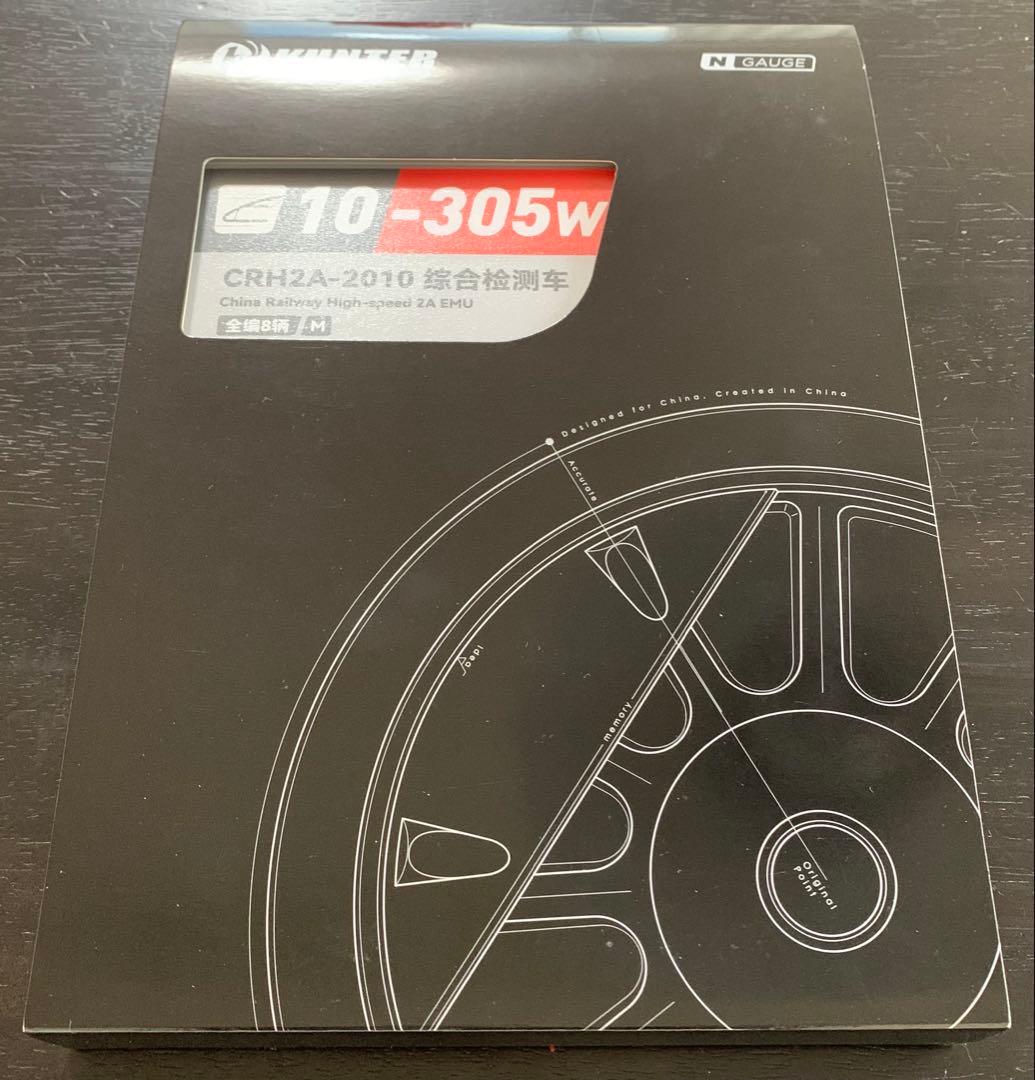 KUNTER
N GAUGE
10-305w
CRH2A-2010 综合检测车
China Railway High-speed 2A EMU
全编8辆 M
Designed for China. Created in China
Accurate
Ideal
memory
Original
Point